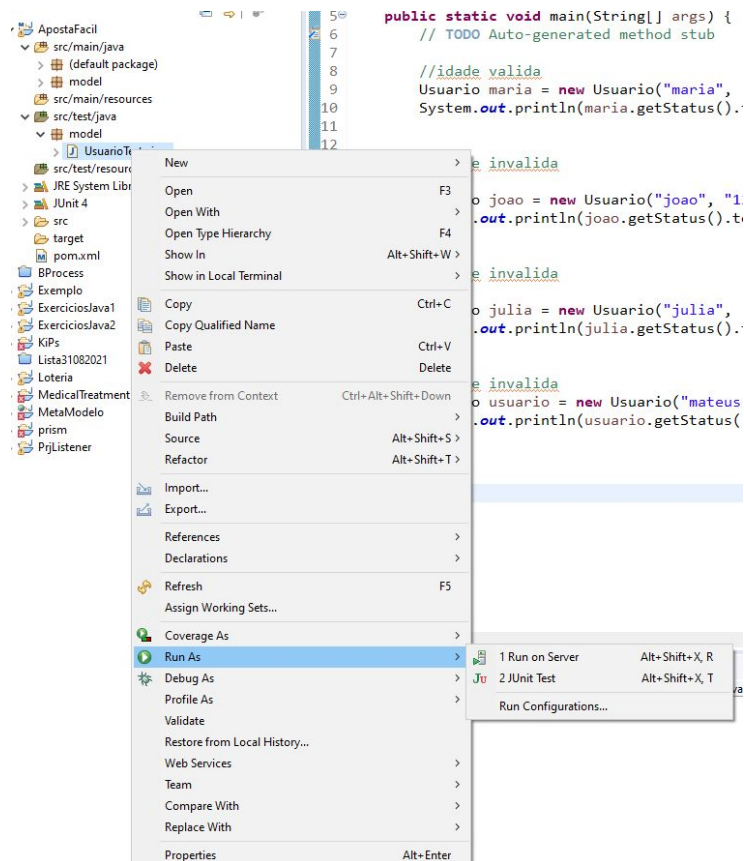 ApostaFacil
src/main/java
(default package)
model
src/main/resources
src/test/java
model
src/test/resour
JRE System Libr
JUnit 4
src
target
pom.xml
BProcess
Exemplo
ExerciciosJava1
ExerciciosJava2
KiPs
Lista31082021
Loteria
MedicalTreatment
MetaModelo
prism
PrjListener
5 public static void main(String[] args) {
6 // TODO Auto-generated method stub
7
8 //idade valida
9 Usuario maria = new Usuario("maria",
10 System.out.println(maria.getStatus().
11
12
e invalida
o joao = new Usuario("joao", "1
.out.println(joao.getStatus().t
e invalida
o julia = new Usuario("julia",
.out.println(julia.getStatus().
e invalida
o usuario = new Usuario("mateus
.out.println(usuario.getStatus(
New
Open F3
Open With
Open Type Hierarchy F4
Show In Alt+Shift+W >
Show in Local Terminal
Copy Ctrl+C
Copy Qualified Name
Paste Ctrl+V
Delete Delete
Remove from Context Ctrl+Alt+Shift+Down
Build Path
Source Alt+Shift+S >
Refactor Alt+Shift+T >
Import...
Export...
References
Declarations
Refresh F5
Assign Working Sets...
Coverage As
Run As
Debug As
Profile As
Validate
Restore from Local History...
Web Services
Team
Compare With
Replace With
Properties Alt+Enter
1 Run on Server Alt+Shift+X, R
2 JUnit Test Alt+Shift+X, T
Run Configurations...